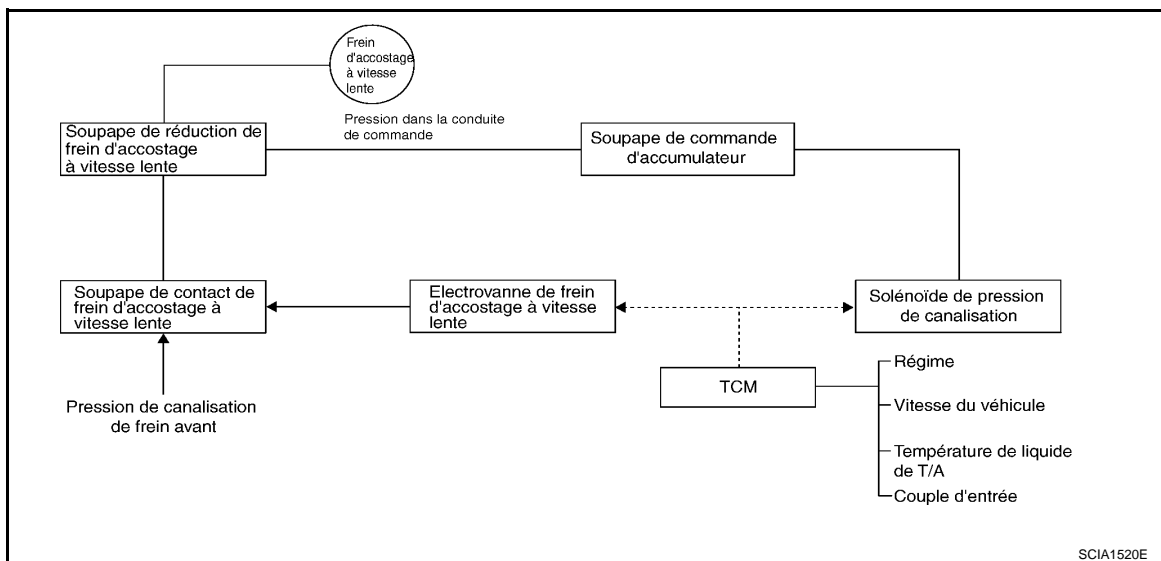 Frein
d'accostage
à vitesse
lente
Pression dans la conduite
de commande
Soupape de réduction de
frein d'accostage
à vitesse lente
Soupape de commande
d'accumulateur
Soupape de contact de
frein d'accostage à
vitesse lente
Electrovanne de frein
d'accostage à vitesse
lente
Solénoïde de pression
de canalisation
Pression de canalisation
de frein avant
TCM
Régime
Vitesse du véhicule
Température de liquide
de T/A
Couple d'entrée
SCIA1520E